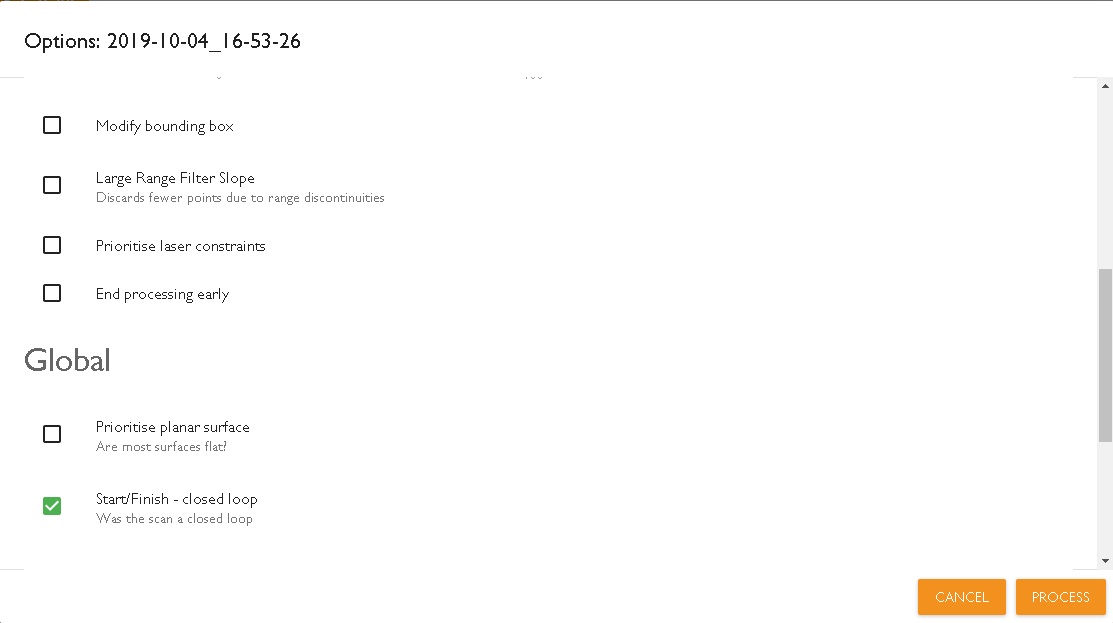 Options: 2019-10-04_16-53-26
Modify bounding box
Large Range Filter Slope
Discards fewer points due to range discontinuities
Prioritise laser constraints
End processing early
Global
Prioritise planar surface
Are most surfaces flat?
Start/Finish - closed loop
Was the scan a closed loop
CANCEL
PROCESS